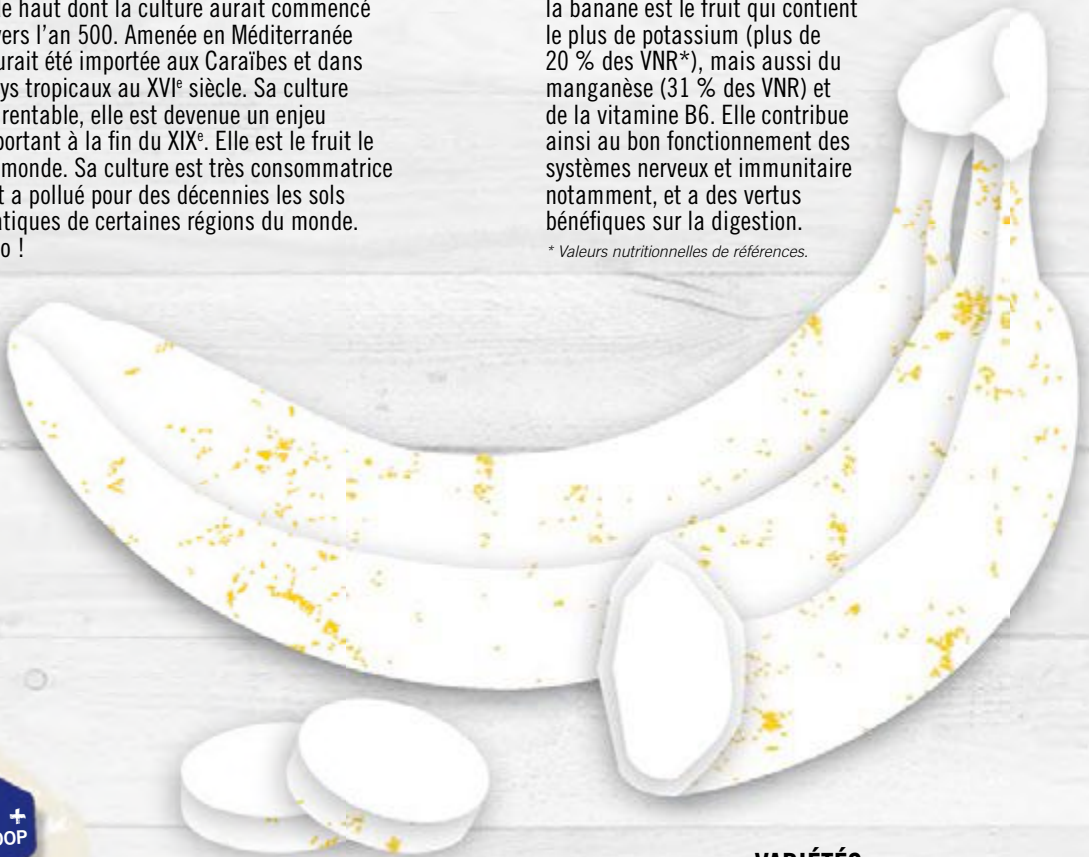 le haut dont la culture aurait commencé
vers l'an 500. Amenée en Méditerranée
été importée aux Caraïbes et dans
tropicaux au XVIe siècle. Sa culture
rentable, elle est devenue un enjeu
à la fin du XIXe. Elle est le fruit le
monde. Sa culture est très consommatrice
t a pollué pour des décennies les sols
de certaines régions du monde.
o !
la banane est le fruit qui contient
le plus de potassium (plus de
20 % des VNR*), mais aussi du
manganèse (31 % des VNR) et
de la vitamine B6. Elle contribue
ainsi au bon fonctionnement des
systèmes nerveux et immunitaire
notamment, et a des vertus
bénéfiques sur la digestion.
* Valeurs nutritionnelles de références.
+
OOP
VARIÉTÉS